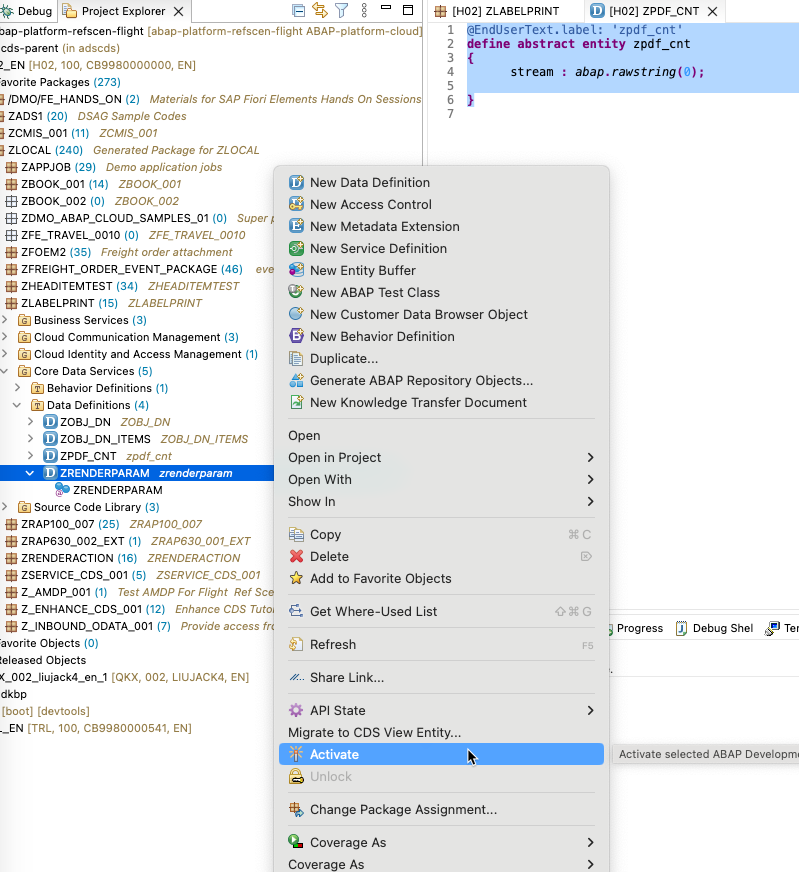 Debug
Project Explorer
[H02] ZLABELPRINT
[H02] ZPDF_CNT
bap-platform-refscen-flight [abap-platform-refscen-flight ABAP-platform-cloud]
cds-parent (in adscds)
2_EN [H02, 100, CB9980000000, EN]
Favorite Packages (273)
/DMO/FE_HANDS_ON (2) Materials for SAP Fiori Elements Hands On Sessions
ZADS1 (20) DSAG Sample Codes
ZCMIS_001 (11) ZCMIS_001
ZLOCAL (240) Generated Package for ZLOCAL
ZAPPJOB (29) Demo application jobs
ZBOOK_001 (14) ZBOOK_001
ZBOOK_002 (0) ZBOOK_002
ZDMO_ABAP_CLOUD_SAMPLES_01 (0) Super p
ZFE_TRAVEL_0010 (0) ZFE_TRAVEL_0010
ZFOEM2 (35) Freight order attachment
ZFREIGHT_ORDER_EVENT_PACKAGE (46) eve
ZHEADITEMTEST (34) ZHEADITEMTEST
ZLABELPRINT (15) ZLABELPRINT
Business Services (3)
Cloud Communication Management (3)
Cloud Identity and Access Management (1)
Core Data Services (5)
Behavior Definitions (1)
Data Definitions (4)
ZOBJ_DN ZOBJ_DN
ZOBJ_DN_ITEMS ZOBJ_DN_ITEMS
ZPDF_CNT zpdf_cnt
ZRENDERPARAM zrenderparam
ZRENDERPARAM
Source Code Library (3)
ZRAP100_007 (25) ZRAP100_007
ZRAP630_002_EXT (1) ZRAP630_001_EXT
ZRENDERACTION (16) ZRENDERACTION
ZSERVICE_CDS_001 (5) ZSERVICE_CDS_001
Z_AMDP_001 (1) Test AMDP For Flight Ref Sce
Z_ENHANCE_CDS_001 (12) Enhance CDS Tuto
Z_INBOUND_ODATA_001 (7) Provide access fr
Favorite Objects (0)
Released Objects
X_002_liujack4_en_1 [QKX, 002, LIUJACK4, EN]
dkbp
[boot] [devtools]
L_EN [TRL, 100, CB9980000541, EN]
1 @EndUserText.label: 'zpdf_cnt'
2 define abstract entity zpdf_cnt
3 {
4 stream : abap.rawstring(0);
5
6 }
7
New Data Definition
New Access Control
New Metadata Extension
New Service Definition
New Entity Buffer
New ABAP Test Class
New Customer Data Browser Object
New Behavior Definition
Duplicate...
Generate ABAP Repository Objects...
New Knowledge Transfer Document
Open
Open in Project
Open With
Show In
Copy ⌘C
Delete ⌦
Add to Favorite Objects
Get Where-Used List ⇧⌘G
Refresh F5
Share Link...
API State
Migrate to CDS View Entity...
Activate
Unlock
Change Package Assignment...
Coverage As
Coverage As
Progress
Debug Shel
Ter
Activate selected ABAP Developme